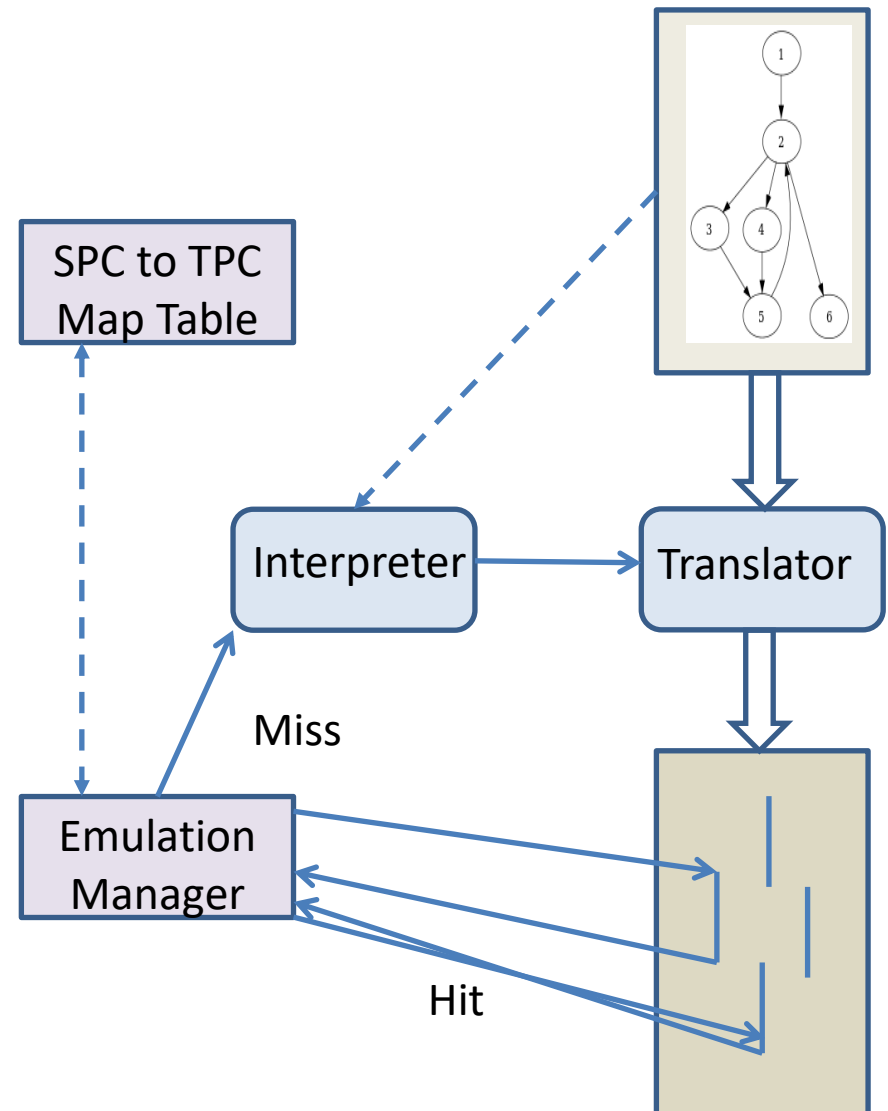 1
2
3
4
5
6
SPC to TPC
Map Table
Interpreter
Translator
Miss
Emulation
Manager
Hit